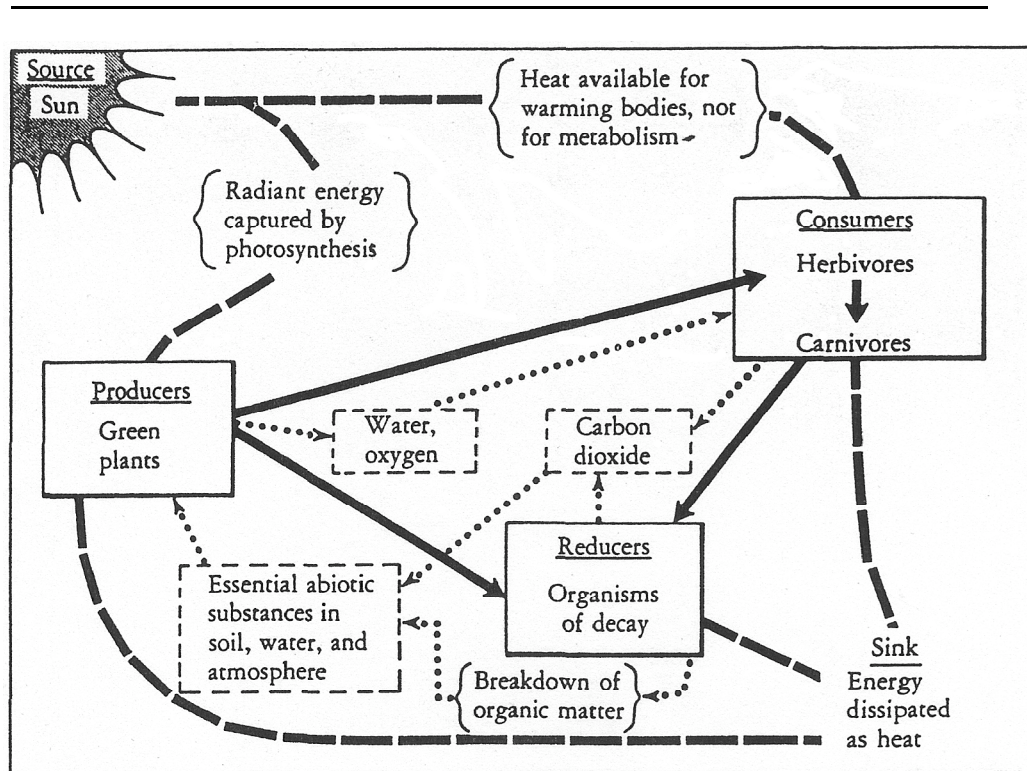 Source
Sun
Heat available for
warming bodies, not
for metabolism
Radiant energy
captured by
photosynthesis
Consumers
Herbivores
Carnivores
Producers
Green
plants
Water,
oxygen
Carbon
dioxide
Reducers
Organisms
of decay
Essential abiotic
substances in
soil, water, and
atmosphere
Breakdown of
organic matter
Sink
Energy
dissipated
as heat